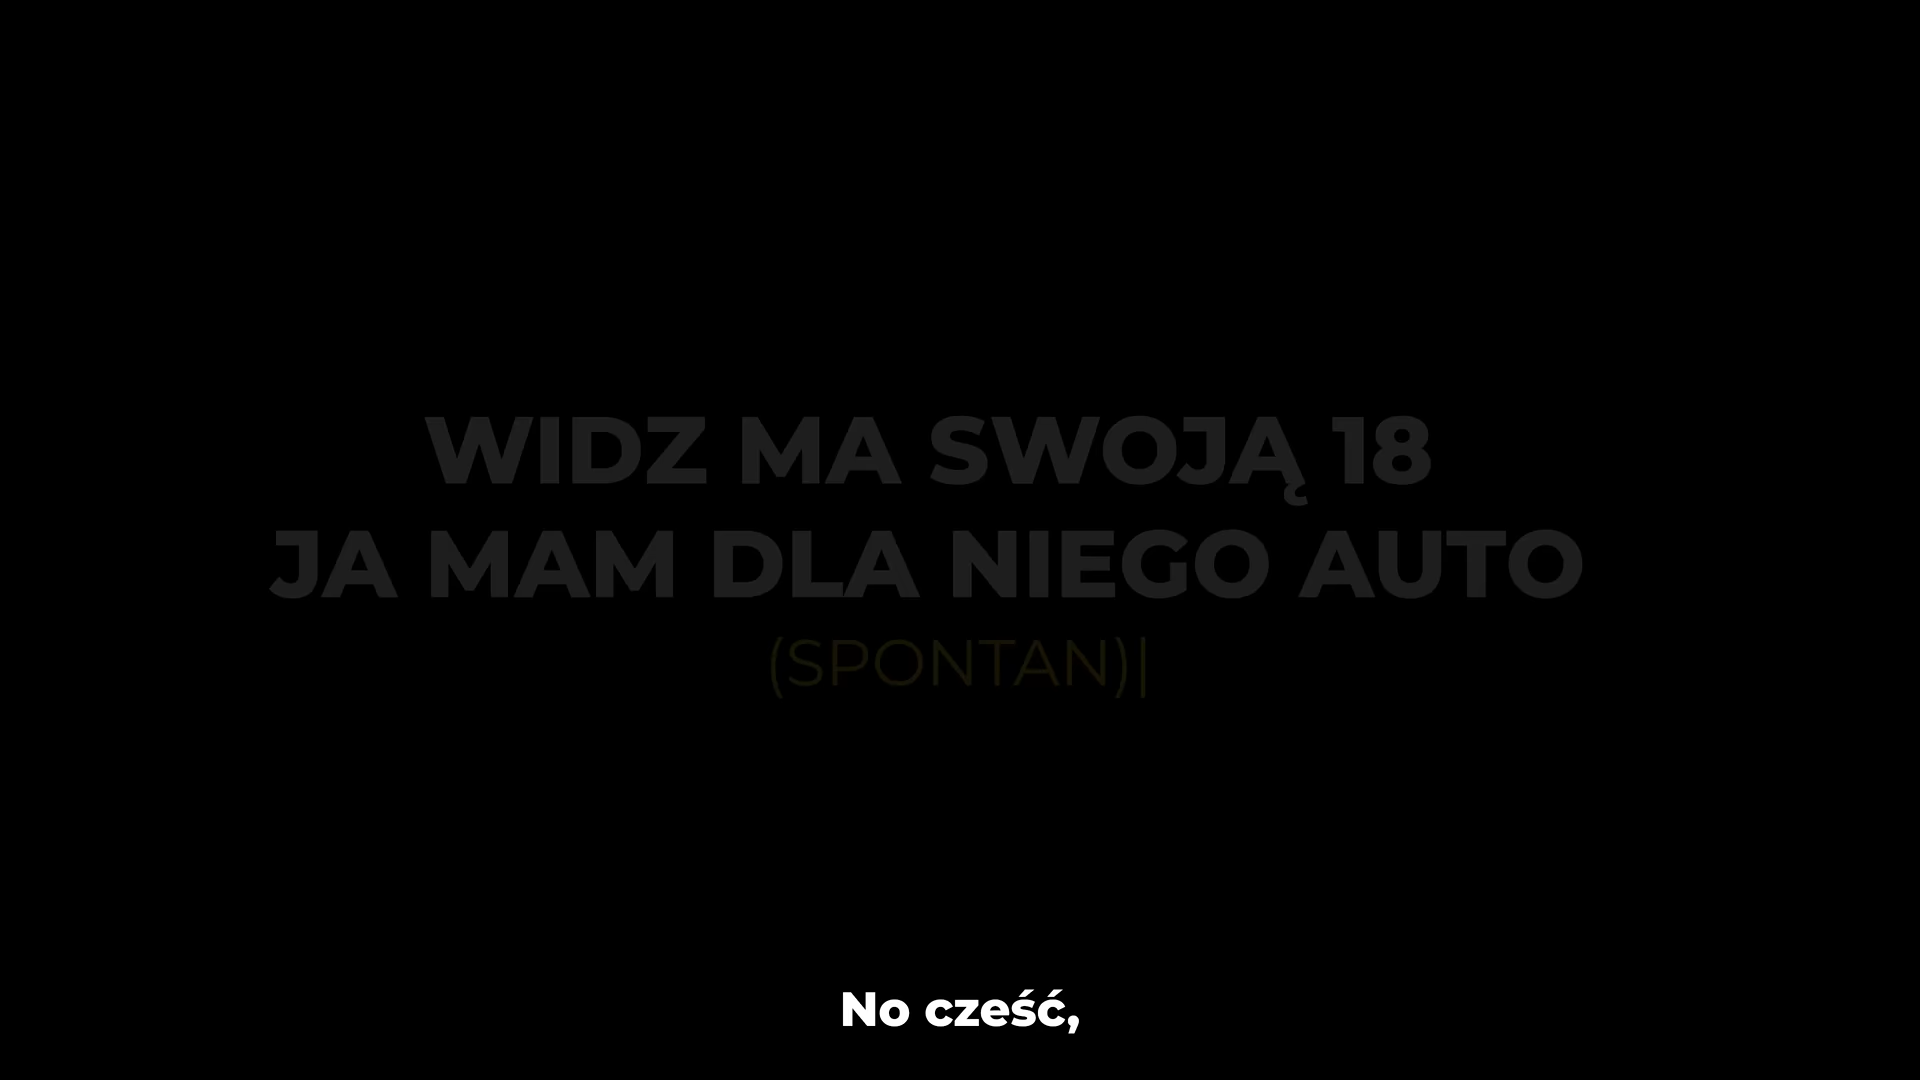 WIDZ MA SWOJĄ 18
JA MAM DLA NIEGO AUTO
(SPONTAN)|
No cześć,